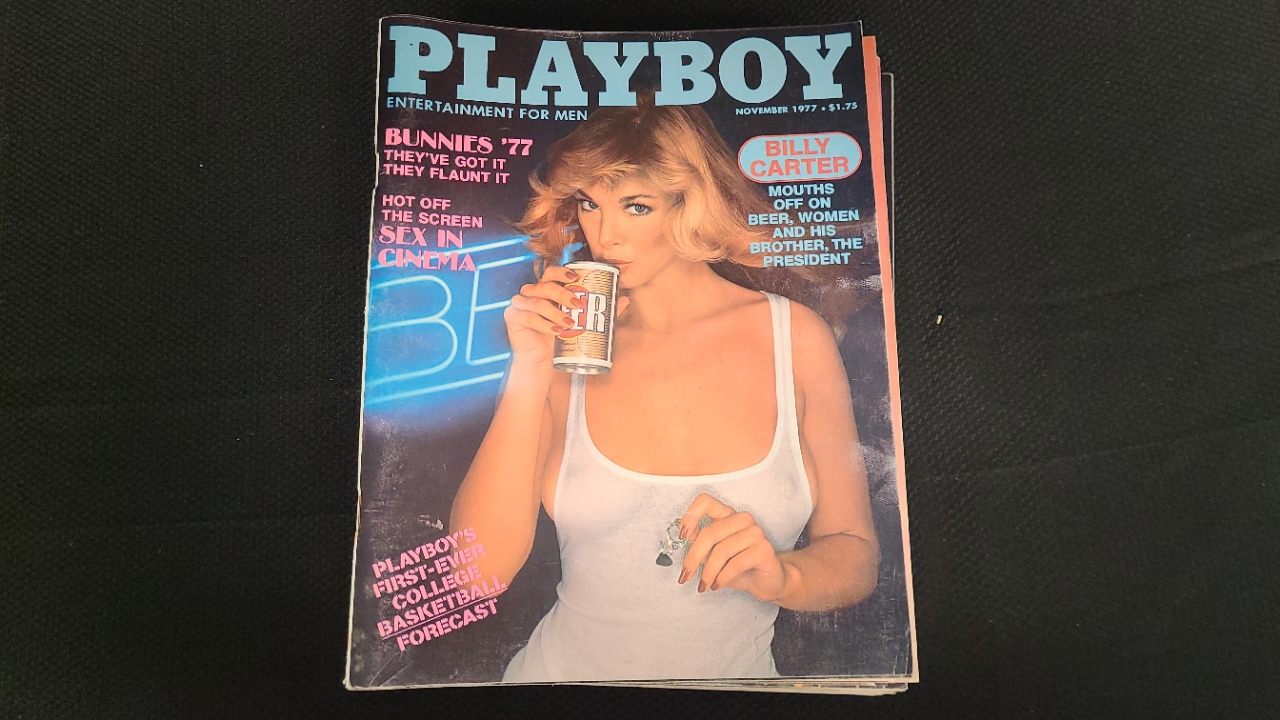 PLAYBOY
ENTERTAINMENT FOR MEN
NOVEMBER 1977 • $1.75
BUNNIES '77
THEY'VE GOT IT
THEY FLAUNT IT
HOT OFF
THE SCREEN
SEX IN
CINEMA
BILLY
CARTER
MOUTHS
OFF ON
BEER, WOMEN
AND HIS
BROTHER, THE
PRESIDENT
BE
ER
PLAYBOY'S
FIRST-EVER
COLLEGE
BASKETBALL
FORECAST